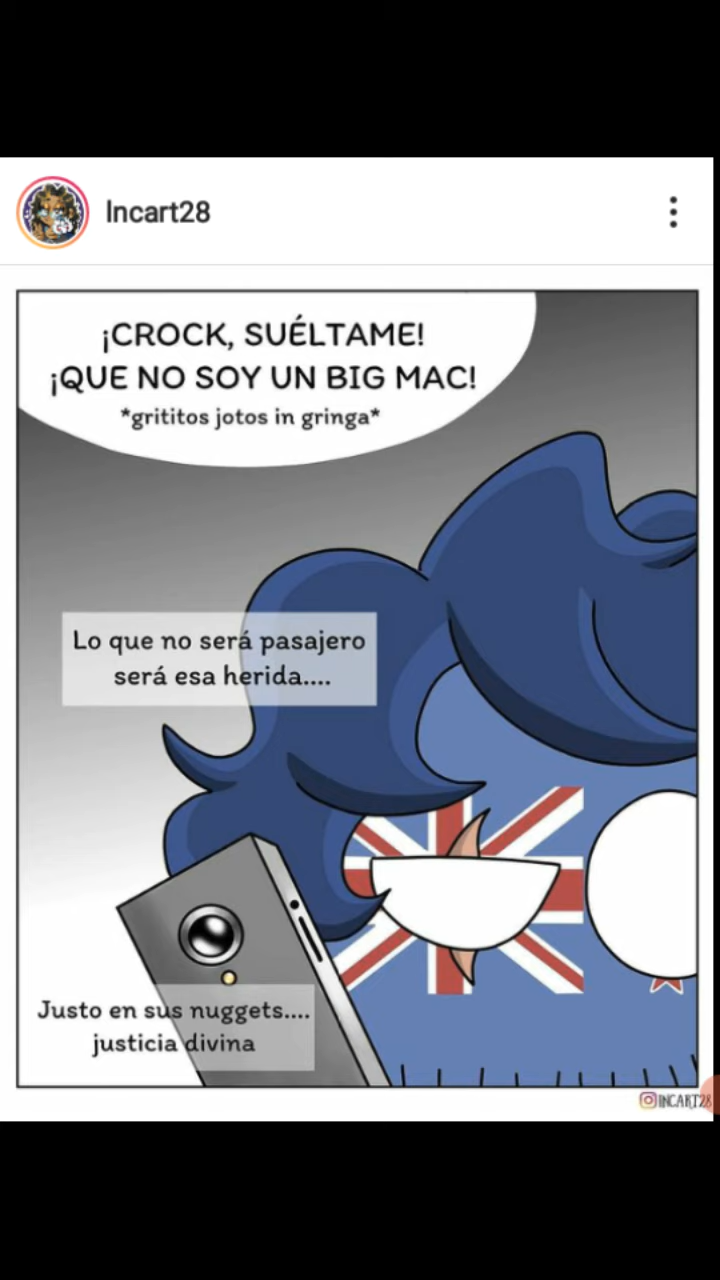 Incart28
¡CROCK, SUÉLTAME!
¡QUE NO SOY UN BIG MAC!
*grititos jotos in gringa*
Lo que no será pasajero
será esa herida....
Justo en sus nuggets....
justicia divina
INCART28